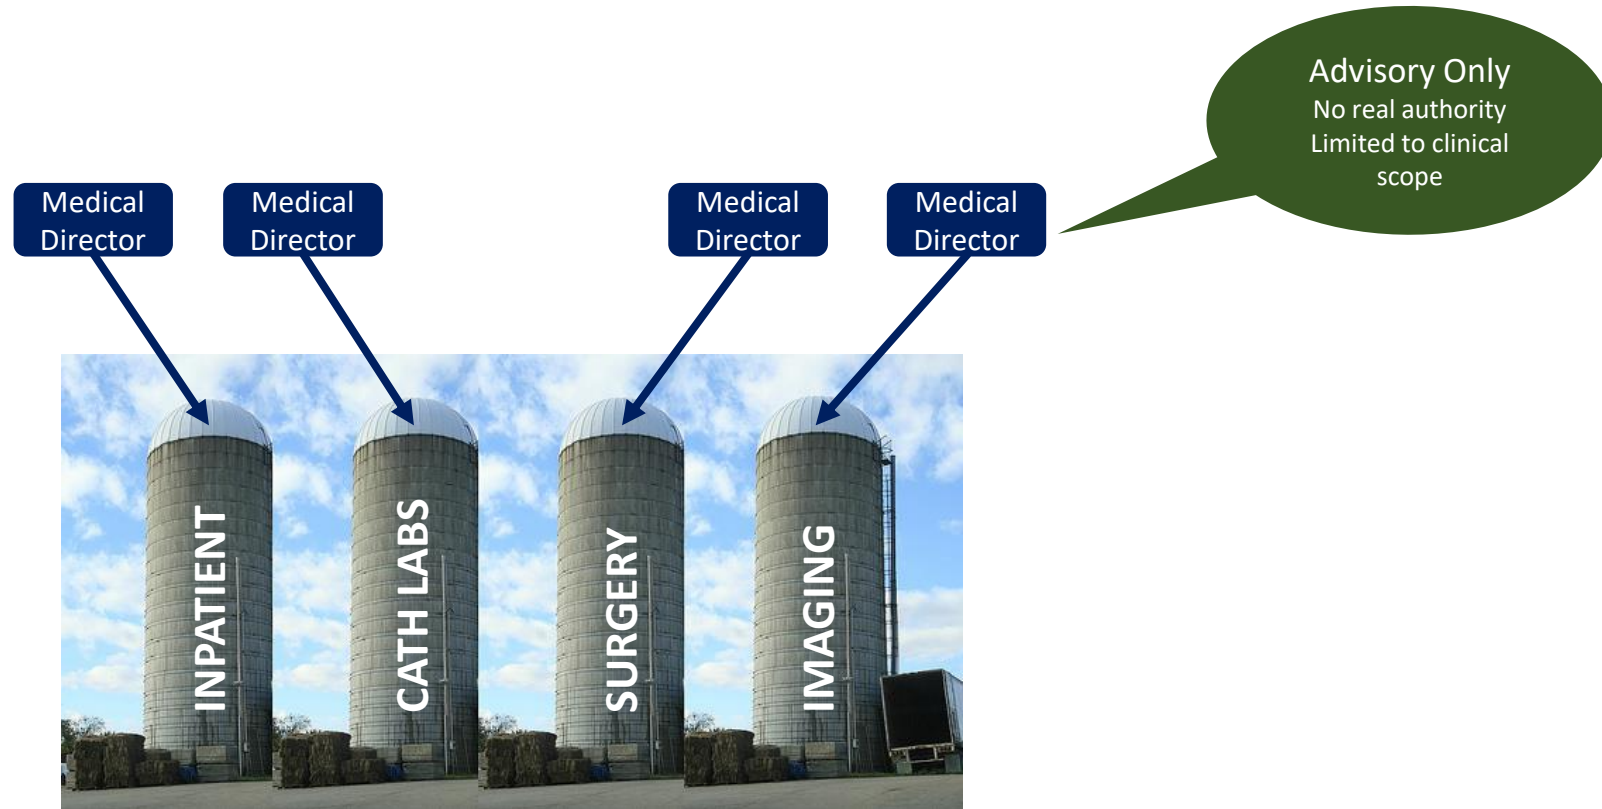 Advisory Only
No real authority
Limited to clinical
scope
Medical
Director
Medical
Director
Medical
Director
Medical
Director
INPATIENT
CATH LABS
SURGERY
IMAGING